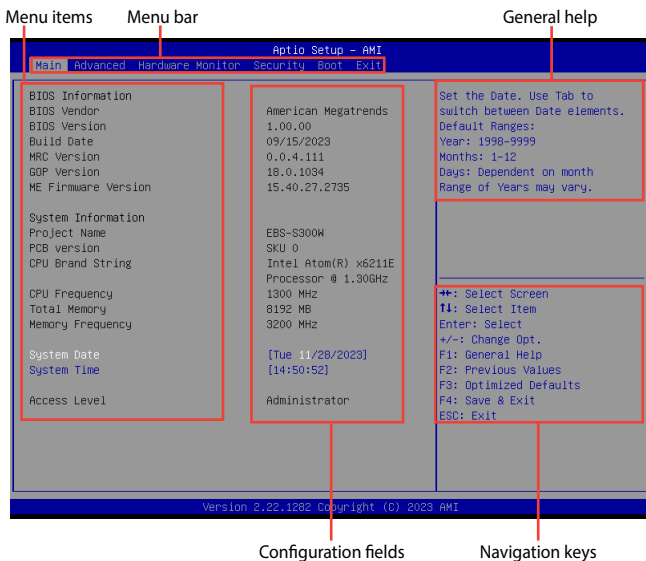 Menu items Menu bar General help
Aptio Setup – AMI
Main Advanced Hardware Monitor Security Boot Exit
BIOS Information
BIOS Vendor American Megatrends
BIOS Version 1.00.00
Build Date 09/15/2023
MRC Version 0.0.4.111
GOP Version 18.0.1034
ME Firmware Version 15.40.27.2735
System Information
Project Name EBS-S300W
PCB version SKU 0
CPU Brand String Intel Atom(R) x6211E
Processor @ 1.30GHz
CPU Frequency 1300 MHz
Total Memory 8192 MB
Memory Frequency 3200 MHz
System Date [Tue 11/28/2023]
System Time [14:50:52]
Access Level Administrator
Set the Date. Use Tab to
switch between Date elements.
Default Ranges:
Year: 1998-9999
Months: 1-12
Days: Dependent on month
Range of Years may vary.
→←: Select Screen
↑↓: Select Item
Enter: Select
+/-: Change Opt.
F1: General Help
F2: Previous Values
F3: Optimized Defaults
F4: Save & Exit
ESC: Exit
Version 2.22.1282 Copyright (C) 2023 AMI
Configuration fields Navigation keys